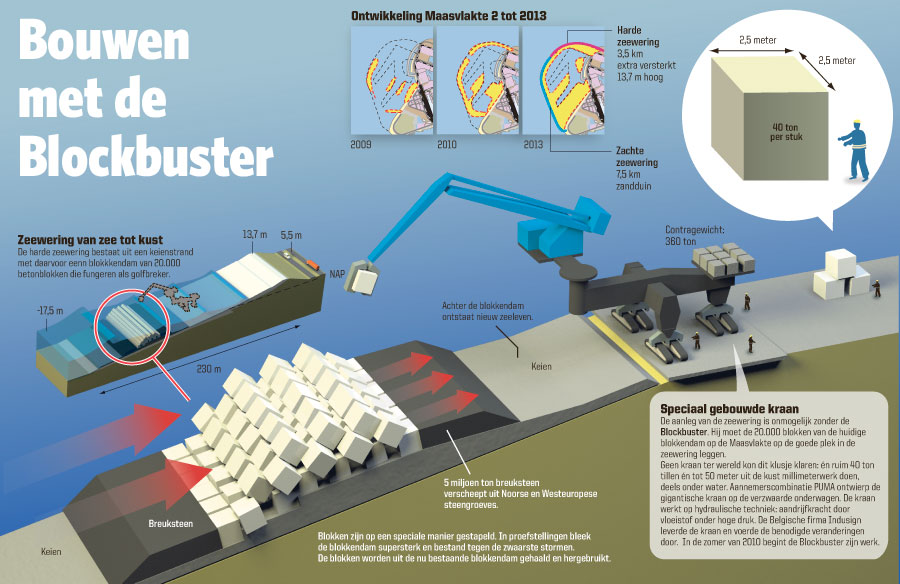 Bouwen
met de
Blockbuster
Ontwikkeling Maasvlakte 2 tot 2013
2009
2010
2013
Harde
zeewering
3,5 km
extra versterkt
13,7 m hoog
Zachte
zeewering
7,5 km
zandduin
2,5 meter
2,5 meter
40 ton
per stuk
Zeewering van zee tot kust
De harde zeewering bestaat uit een keienstrand
met daarvoor eeno blokkkendam van 20.000
betonblokken die fungeren als golfbreker.
13,7 m
5,5 m
NAP
-17,5 m
230 m
Contragewicht:
360 ton
Achter de blokkendam
ontstaat nieuw zeeleven.
Keien
5 miljoen ton breuksteen
verscheept uit Noorse en Westeuropese
steengroeves.
Breuksteen
Keien
Blokken zijn op een speciale manier gestapeld. In proefstellingen bleek
de blokkendam supersterk en bestand tegen de zwaarste stormen.
De blokken worden uit de nu bestaande blokkendam gehaald en hergebruikt.
Speciaal gebouwde kraan
De aanleg van de zeewering is onmogelijk zonder de
Blockbuster. Hij moet de 20.000 blokken van de huidige
blokkendam op de Maasvlakte op de goede plek in de
zeewering leggen.
Geen kraan ter wereld kon dit klusje klaren: én ruim 40 ton
tillen én tot 50 meter uit de kust millimeterwerk doen,
deels onder water. Aannemerscombinatie PUMA ontwierp de
gigantische kraan op de verzwaarde onderwagen. De kraan
werkt op hydraulische techniek: aandrijfkracht door
vloeistof onder hoge druk. De Belgische firma Indusign
leverde de kraan en voerde de benodigde veranderingen
door. In de zomer van 2010 begint de Blockbuster zijn werk.